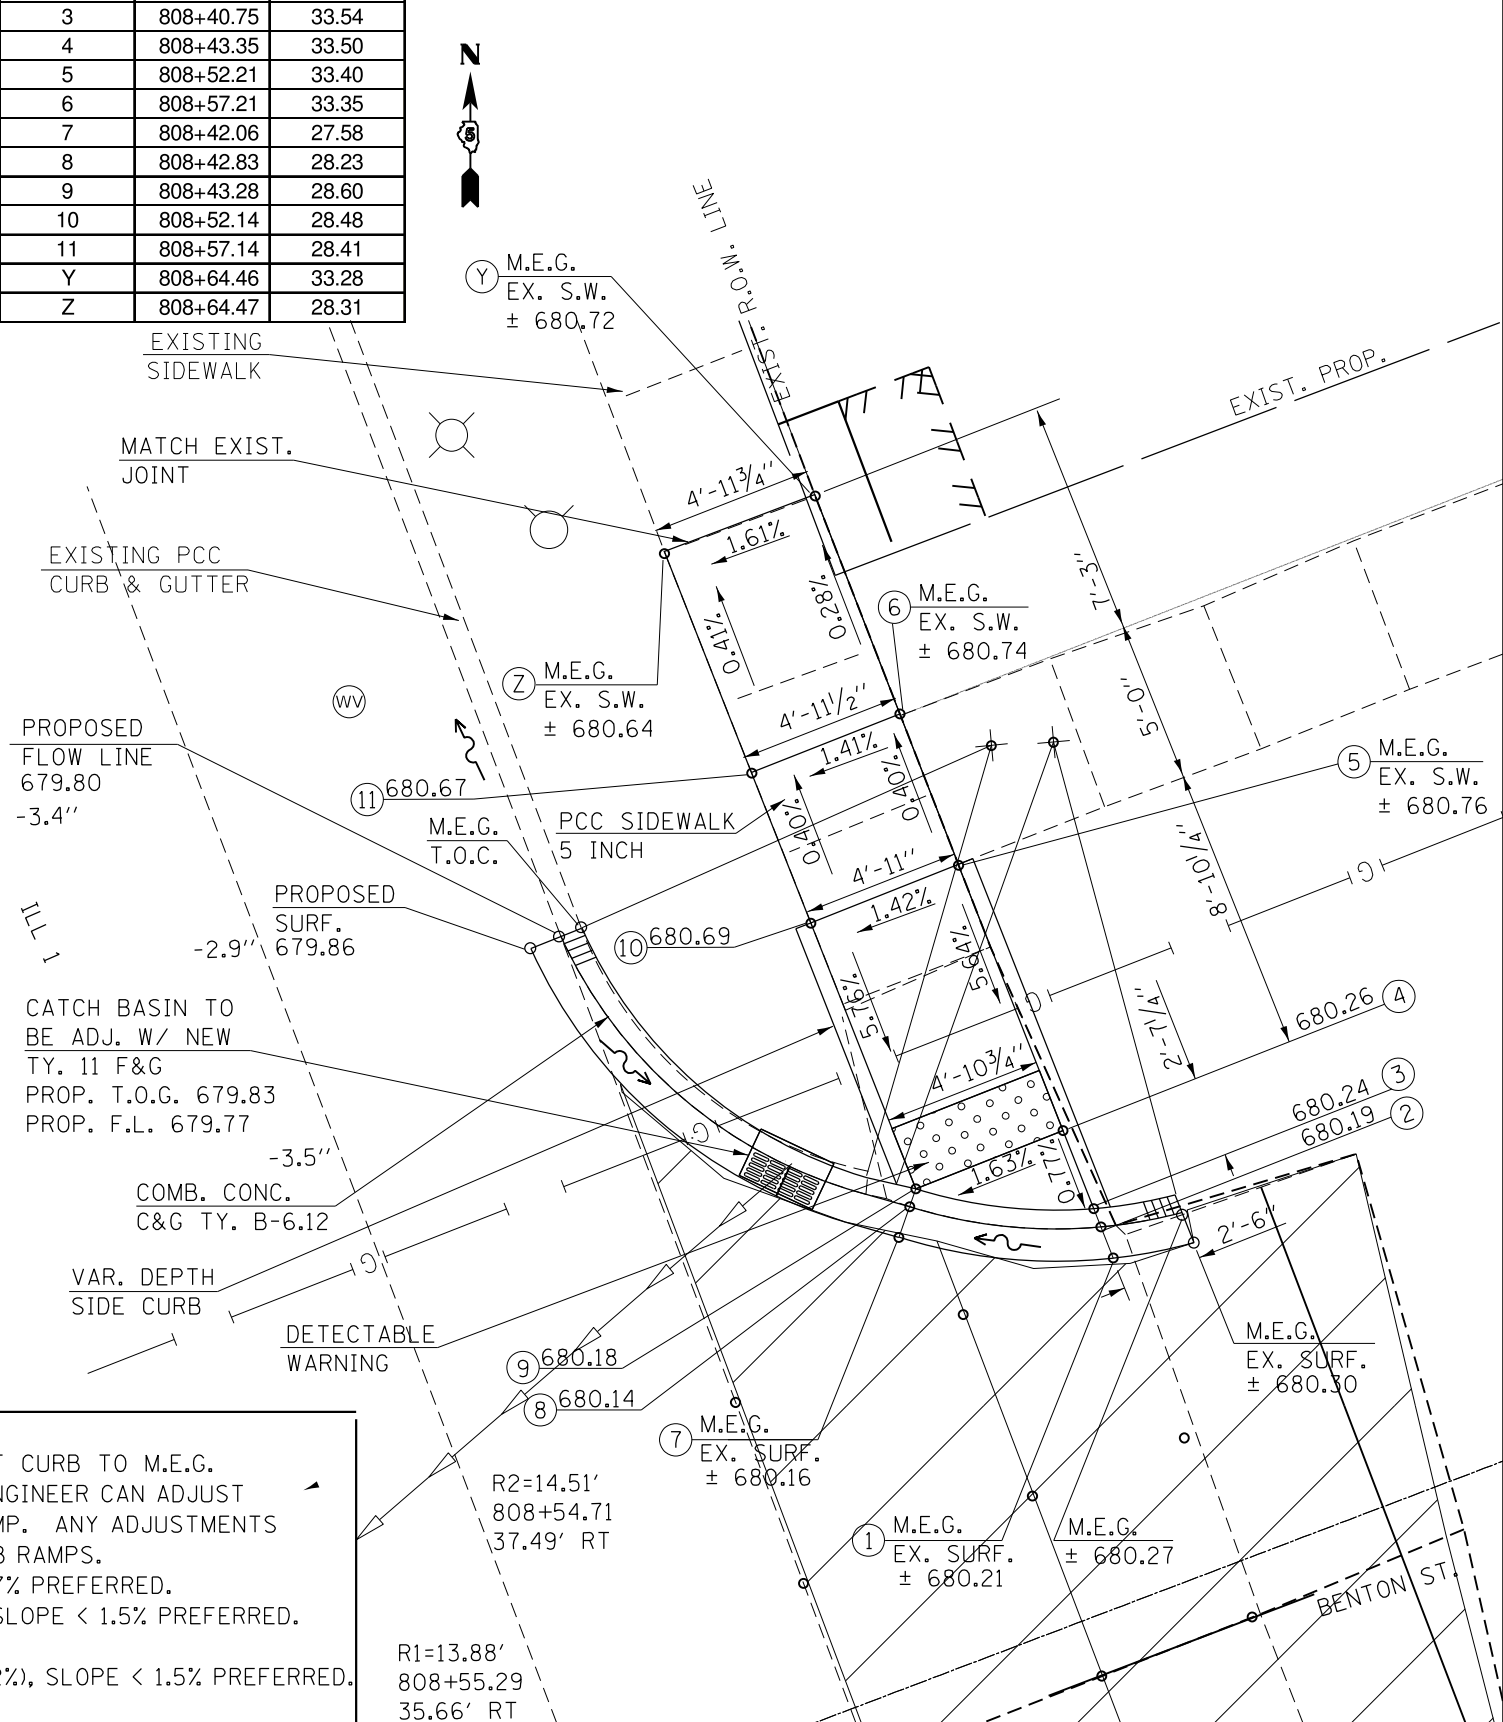 3 808+40.75 33.54
4 808+43.35 33.50
5 808+52.21 33.40
6 808+57.21 33.35
7 808+42.06 27.58
8 808+42.83 28.23
9 808+43.28 28.60
10 808+52.14 28.48
11 808+57.14 28.41
Y 808+64.46 33.28
Z 808+64.47 28.31
N
5
EXIST. R.O.W. LINE
Y M.E.G.
EX. S.W.
± 680.72
EXISTING
SIDEWALK
EXIST. PROP.
MATCH EXIST.
JOINT
4'-11¾"
1.61%
EXISTING PCC
CURB & GUTTER
0.41%
0.28%
7'-3"
6 M.E.G.
EX. S.W.
± 680.74
Z M.E.G.
EX. S.W.
± 680.64
WV
4'-11½"
1.41%
5'-0"
PROPOSED
FLOW LINE
679.80
-3.4"
5 M.E.G.
EX. S.W.
± 680.76
11 680.67
0.40%
0.40%
M.E.G.
T.O.C.
PCC SIDEWALK
5 INCH
4'-11"
1.42%
8'-10¼"
G
PROPOSED
SURF.
679.86
-2.9"
ILL 1
10 680.69
5.76%
5.64%
G
CATCH BASIN TO
BE ADJ. W/ NEW
TY. 11 F&G
PROP. T.O.G. 679.83
PROP. F.L. 679.77
2'-7¼"
680.26 4
4'-10¾"
680.24 3
680.19 2
G
-3.5"
1.63%
0.77%
COMB. CONC.
C&G TY. B-6.12
2'-6"
G
VAR. DEPTH
SIDE CURB
DETECTABLE
WARNING
9 680.18
8 680.14
M.E.G.
EX. SURF.
± 680.30
7 M.E.G.
EX. SURF.
± 680.16
CURB TO M.E.G.
NGINEER CAN ADJUST
MP. ANY ADJUSTMENTS
B RAMPS.
7% PREFERRED.
SLOPE < 1.5% PREFERRED.
2%), SLOPE < 1.5% PREFERRED.
R2=14.51'
808+54.71
37.49' RT
1 M.E.G.
EX. SURF.
± 680.21
M.E.G.
± 680.27
BENTON ST.
R1=13.88'
808+55.29
35.66' RT